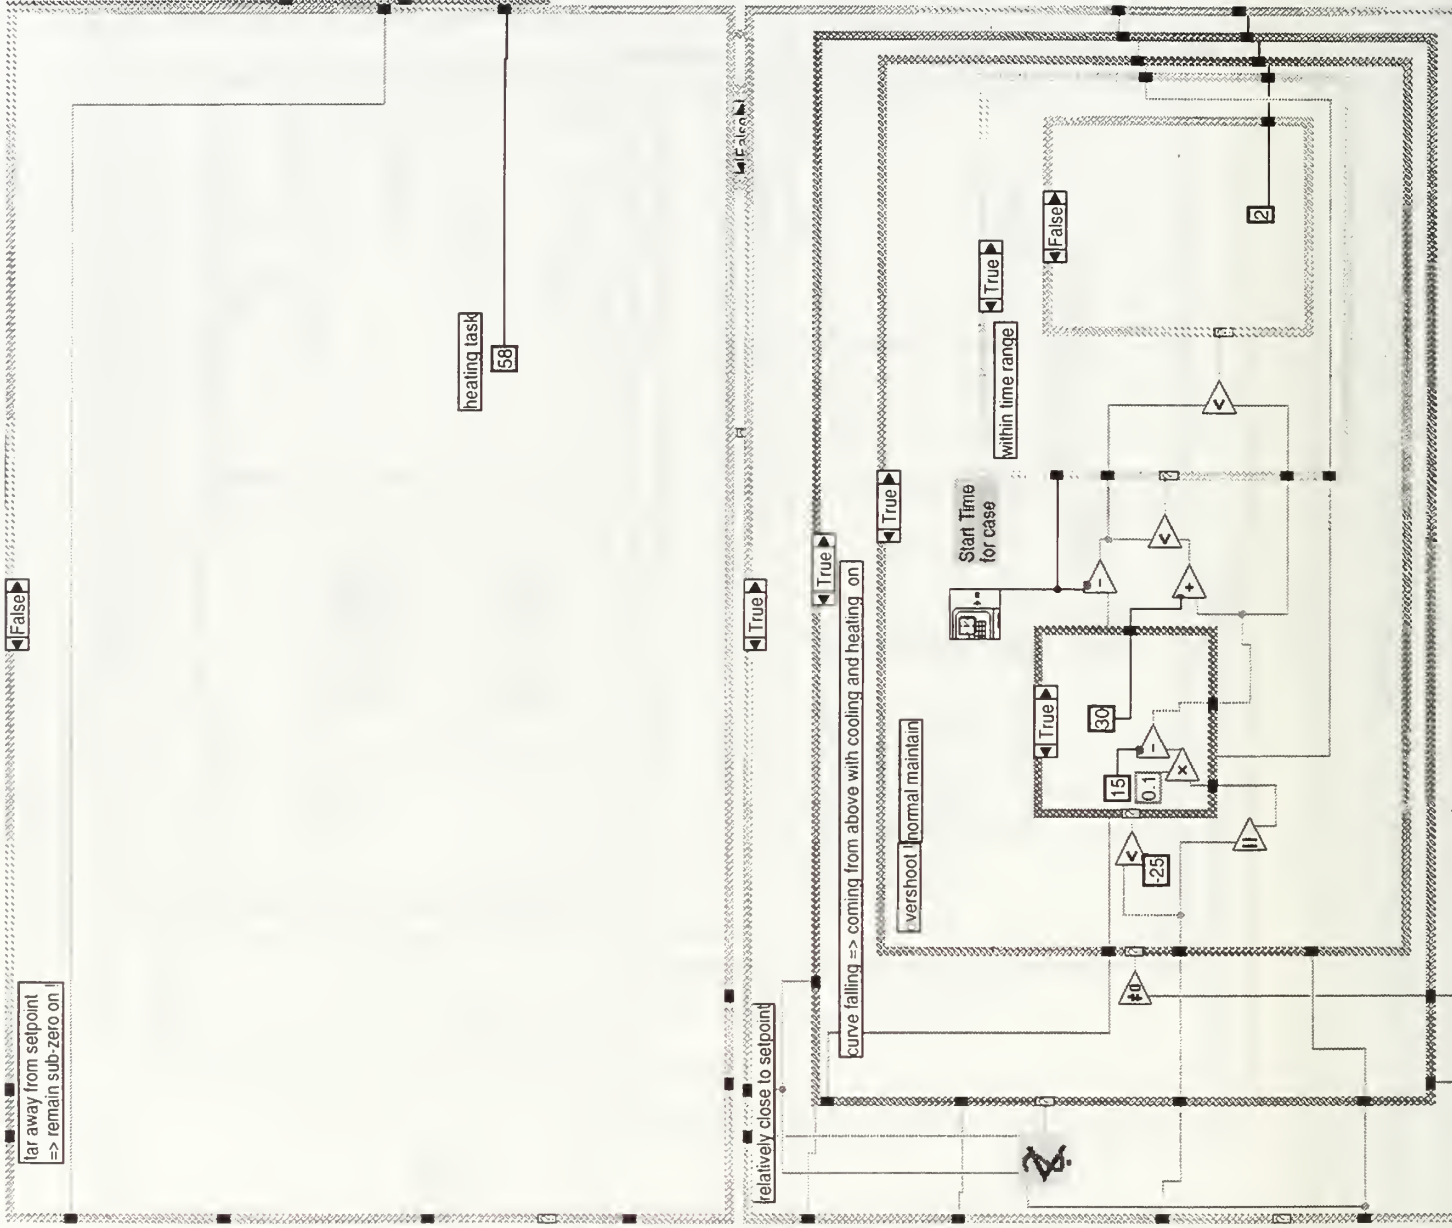 False
far away from setpoint
=> remain sub-zero on !
heating task
58
False
True
relatively close to setpoint
True
curve falling => coming from above with cooling and heating on
True
vershoot !
normal maintain
Start Time
for case
True
within time range
False
2
True
30
15
0.1
-25